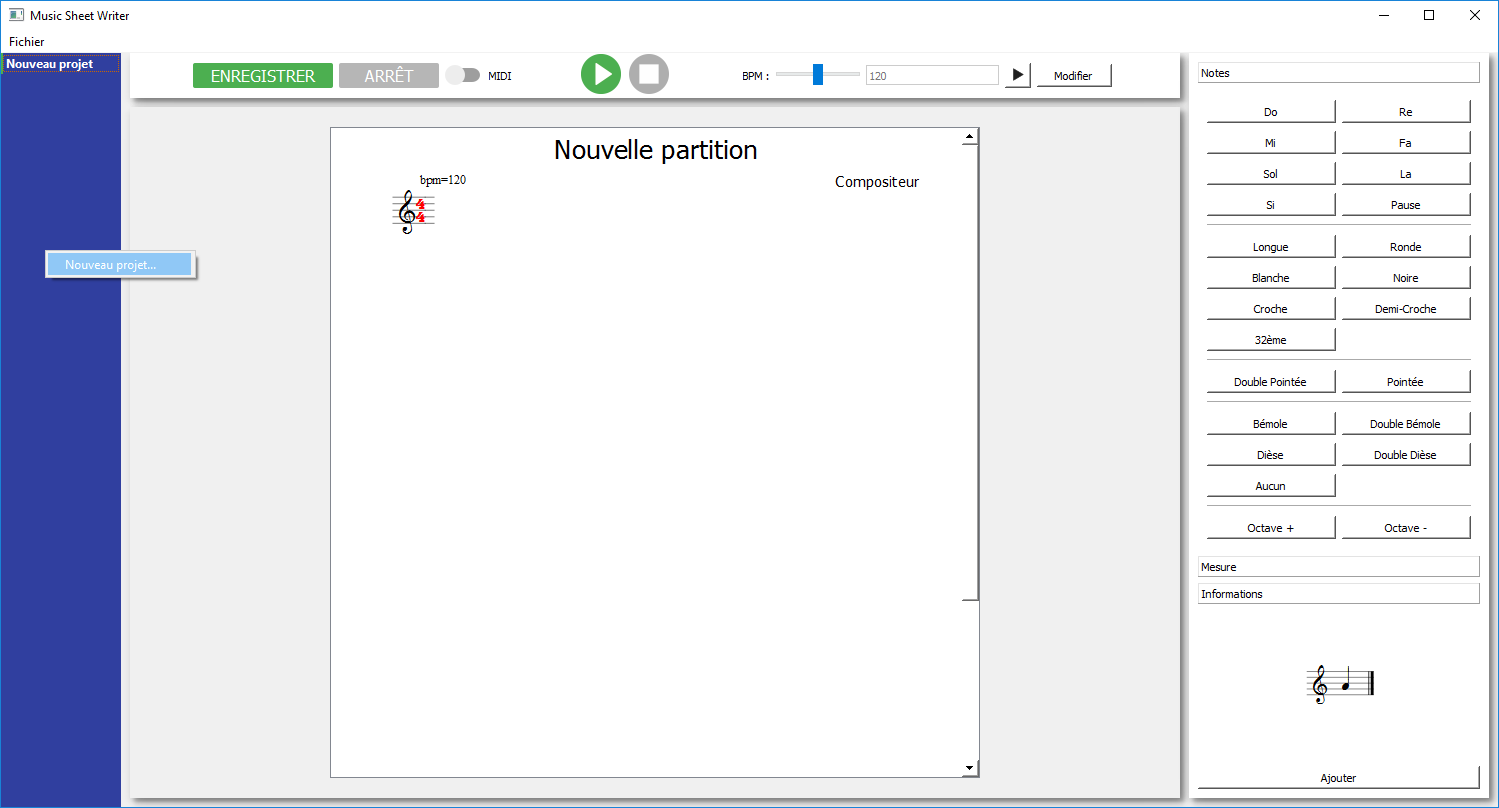 Music Sheet Writer
Fichier
Nouveau projet
ENREGISTRER ARRÊT MIDI BPM : 120 Modifier
Nouvelle partition
bpm=120
Compositeur
4
4
Nouveau projet...
Notes
Do Re
Mi Fa
Sol La
Si Pause
Longue Ronde
Blanche Noire
Croche Demi-Croche
32ème
Double Pointée Pointée
Bémole Double Bémole
Dièse Double Dièse
Aucun
Octave + Octave -
Mesure
Informations
Ajouter